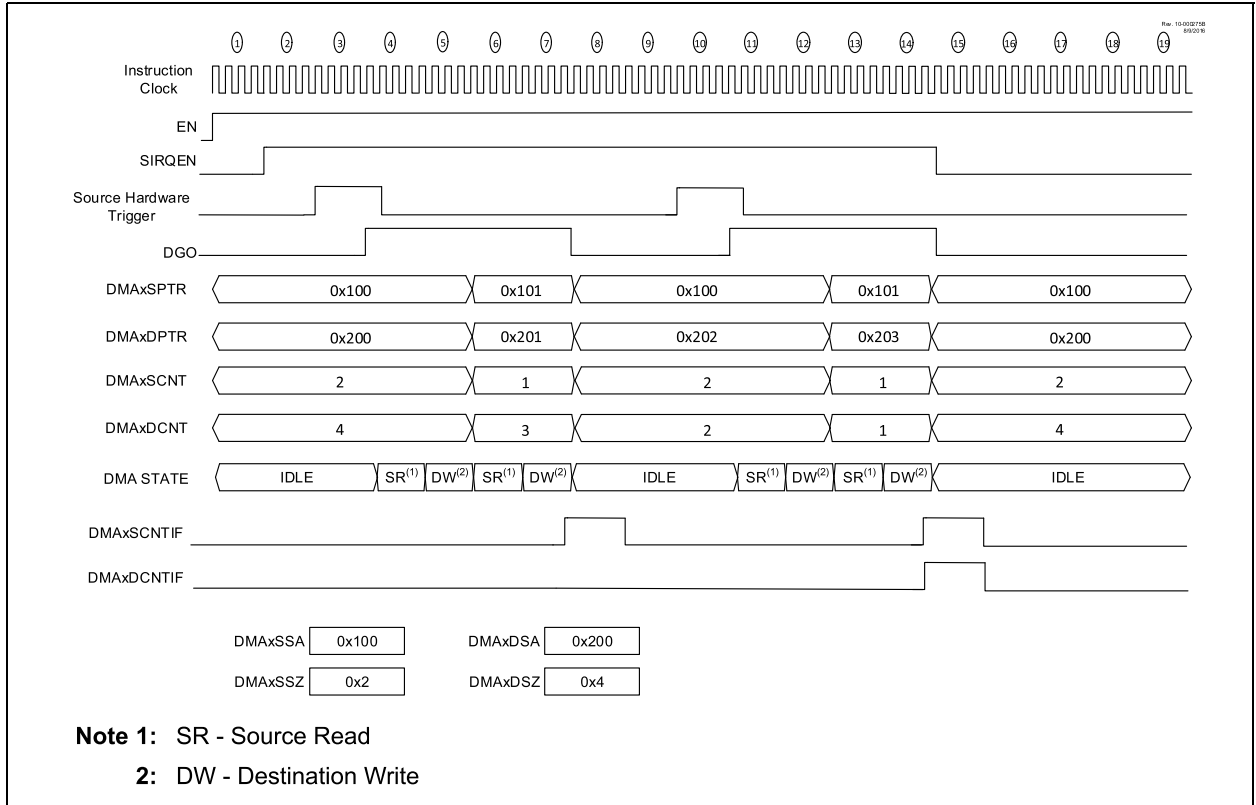 Rev. 10-000275B
8/9/2016
1 2 3 4 5 6 7 8 9 10 11 12 13 14 15 16 17 18 19
Instruction
Clock
EN
SIRQEN
Source Hardware
Trigger
DGO
DMAxSPTR 0x100 0x101 0x100 0x101 0x100
DMAxDPTR 0x200 0x201 0x202 0x203 0x200
DMAxSCNT 2 1 2 1 2
DMAxDCNT 4 3 2 1 4
DMA STATE IDLE SR(1) DW(2) SR(1) DW(2) IDLE SR(1) DW(2) SR(1) DW(2) IDLE
DMAxSCNTIF
DMAxDCNTIF
DMAxSSA 0x100 DMAxDSA 0x200
DMAxSSZ 0x2 DMAxDSZ 0x4
Note 1: SR - Source Read
2: DW - Destination Write